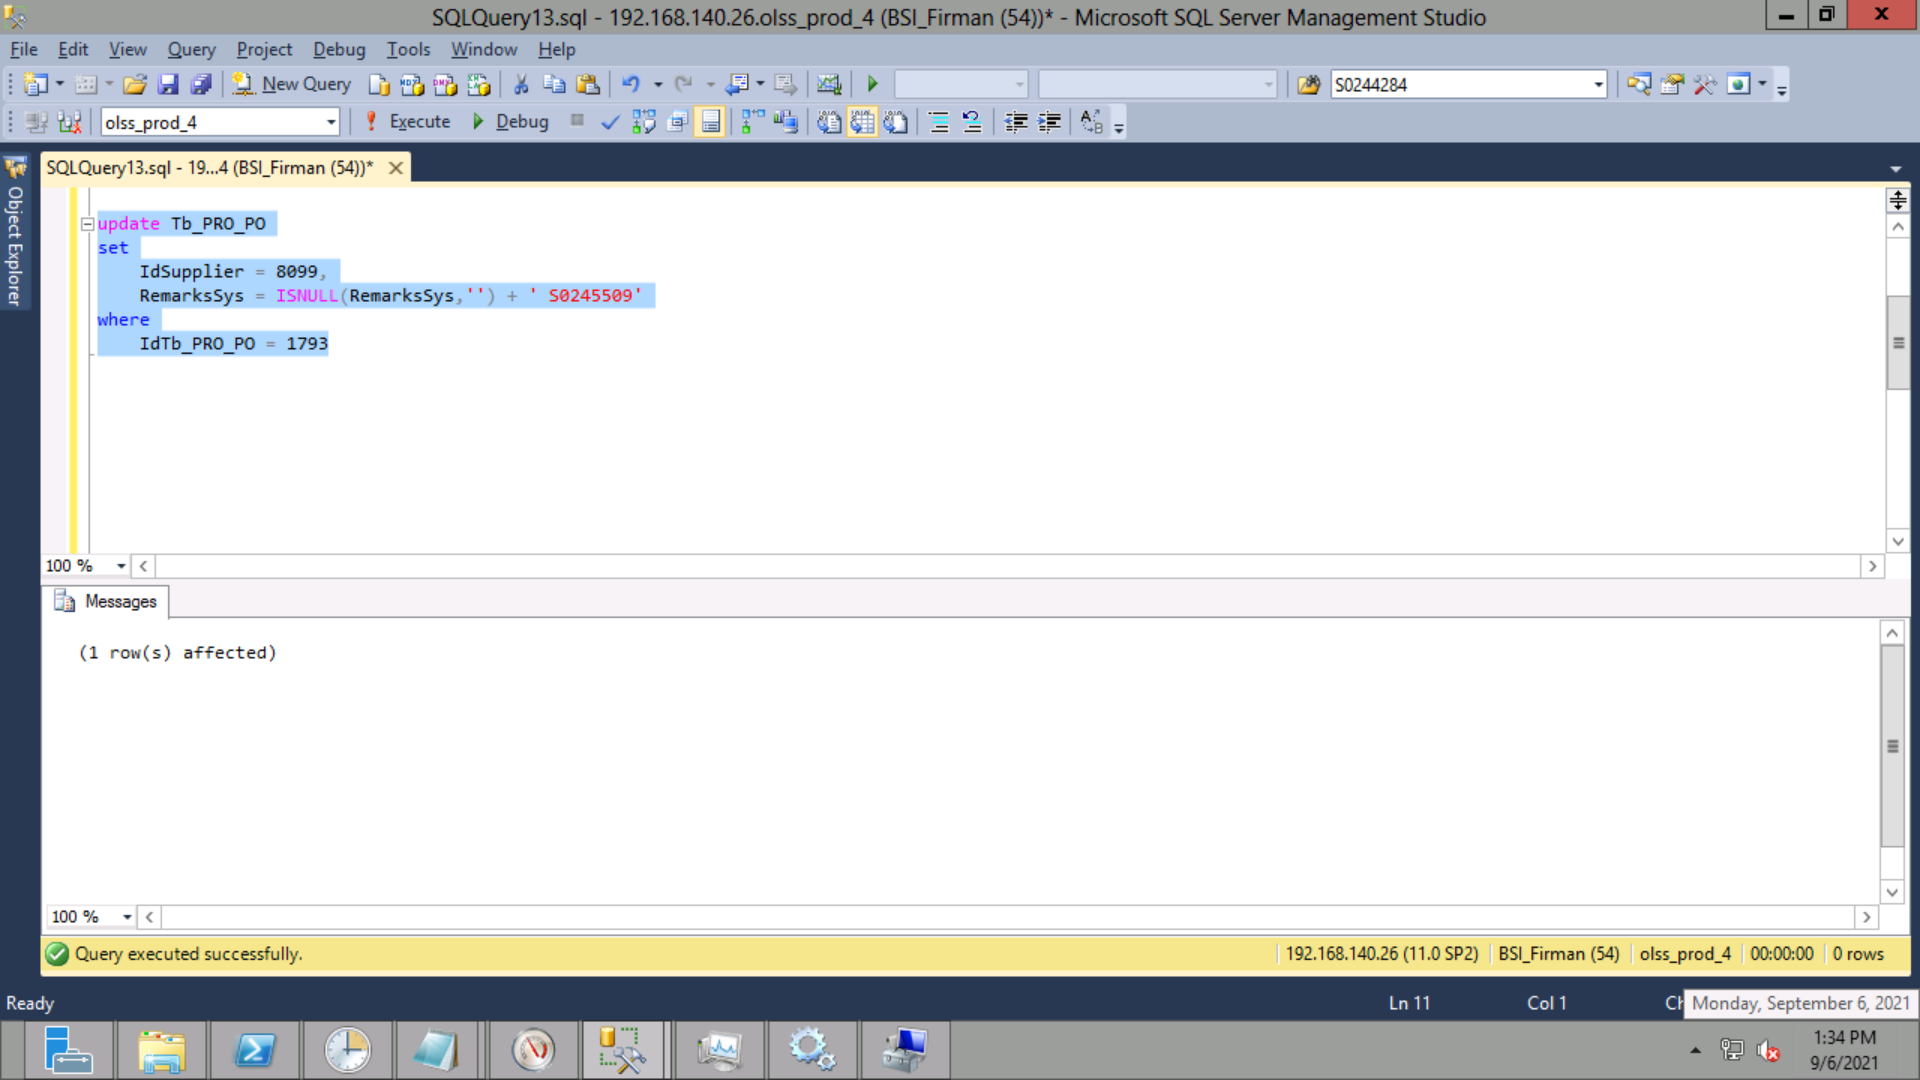 SQLQuery13.sql - 192.168.140.26.olss_prod_4 (BSI_Firman (54))* - Microsoft SQL Server Management Studio
File Edit View Query Project Debug Tools Window Help
New Query S0244284
olss_prod_4 Execute Debug
SQLQuery13.sql - 19...4 (BSI_Firman (54))*
Object Explorer
update Tb_PRO_PO
set
IdSupplier = 8099,
RemarksSys = ISNULL(RemarksSys,'') + ' S0245509'
where
IdTb_PRO_PO = 1793
100 %
Messages
(1 row(s) affected)
100 %
Query executed successfully. 192.168.140.26 (11.0 SP2) BSI_Firman (54) olss_prod_4 00:00:00 0 rows
Ready Ln 11 Col 1 Monday, September 6, 2021
1:34 PM
9/6/2021